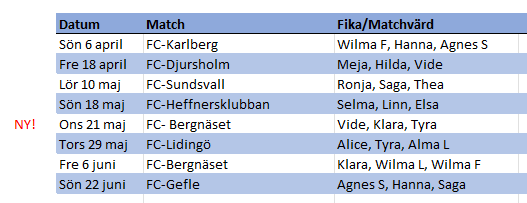 Datum Match Fika/Matchvärd
Sön 6 april FC-Karlberg Wilma F, Hanna, Agnes S
Fre 18 april FC-Djursholm Meja, Hilda, Vide
Lör 10 maj FC-Sundsvall Ronja, Saga, Thea
Sön 18 maj FC-Heffnersklubban Selma, Linn, Elsa
NY! Ons 21 maj FC- Bergnäset Vide, Klara, Tyra
Tors 29 maj FC-Lidingö Alice, Tyra, Alma L
Fre 6 juni FC-Bergnäset Klara, Wilma L, Wilma F
Sön 22 juni FC-Gefle Agnes S, Hanna, Saga